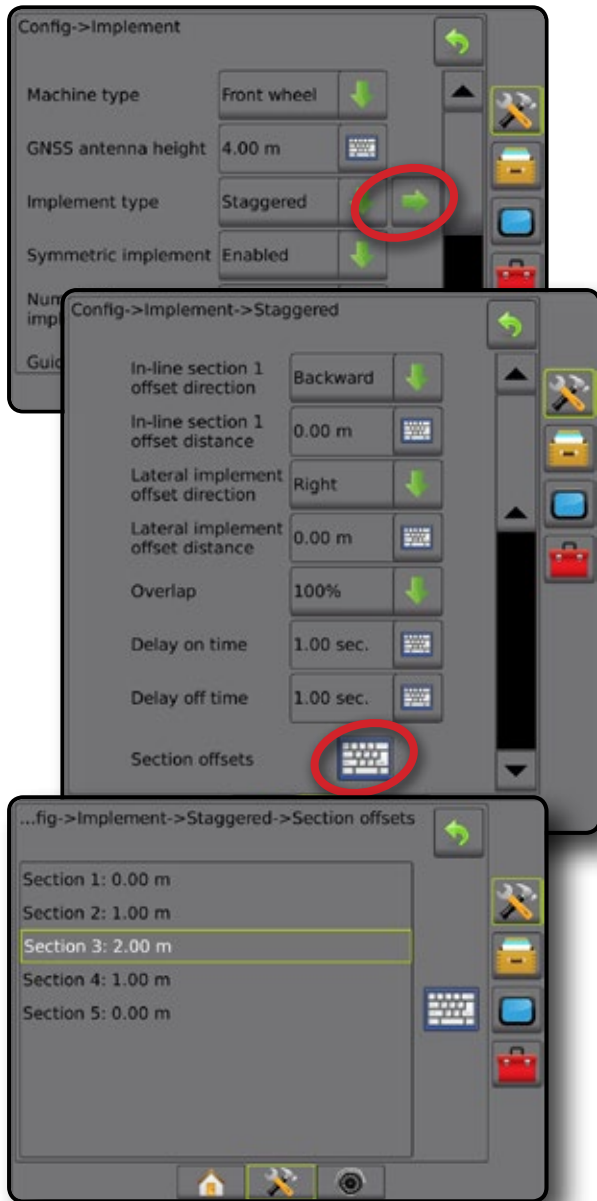 Config->Implement
Machine type Front wheel
GNSS antenna height 4.00 m
Implement type Staggered
Symmetric implement Enabled
Num
impl
Guid
Config->Implement->Staggered
In-line section 1
offset direction Backward
In-line section 1
offset distance 0.00 m
Lateral implement
offset direction Right
Lateral implement
offset distance 0.00 m
Overlap 100%
Delay on time 1.00 sec.
Delay off time 1.00 sec.
Section offsets
...fig->Implement->Staggered->Section offsets
Section 1: 0.00 m
Section 2: 1.00 m
Section 3: 2.00 m
Section 4: 1.00 m
Section 5: 0.00 m